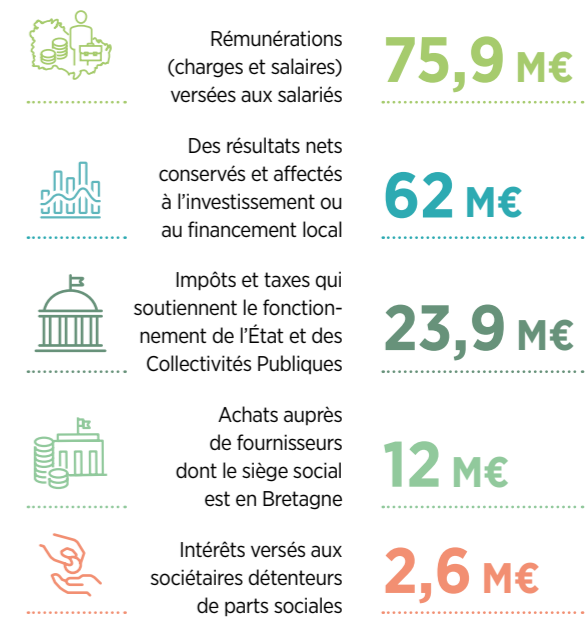 Rémunérations
(charges et salaires)
versées aux salariés
75,9 M€
Des résultats nets
conservés et affectés
à l'investissement ou
au financement local
62 M€
Impôts et taxes qui
soutiennent le fonction-
nement de l'État et des
Collectivités Publiques
23,9 M€
Achats auprès
de fournisseurs
dont le siège social
est en Bretagne
12 M€
Intérêts versés aux
sociétaires détenteurs
de parts sociales
2,6 M€